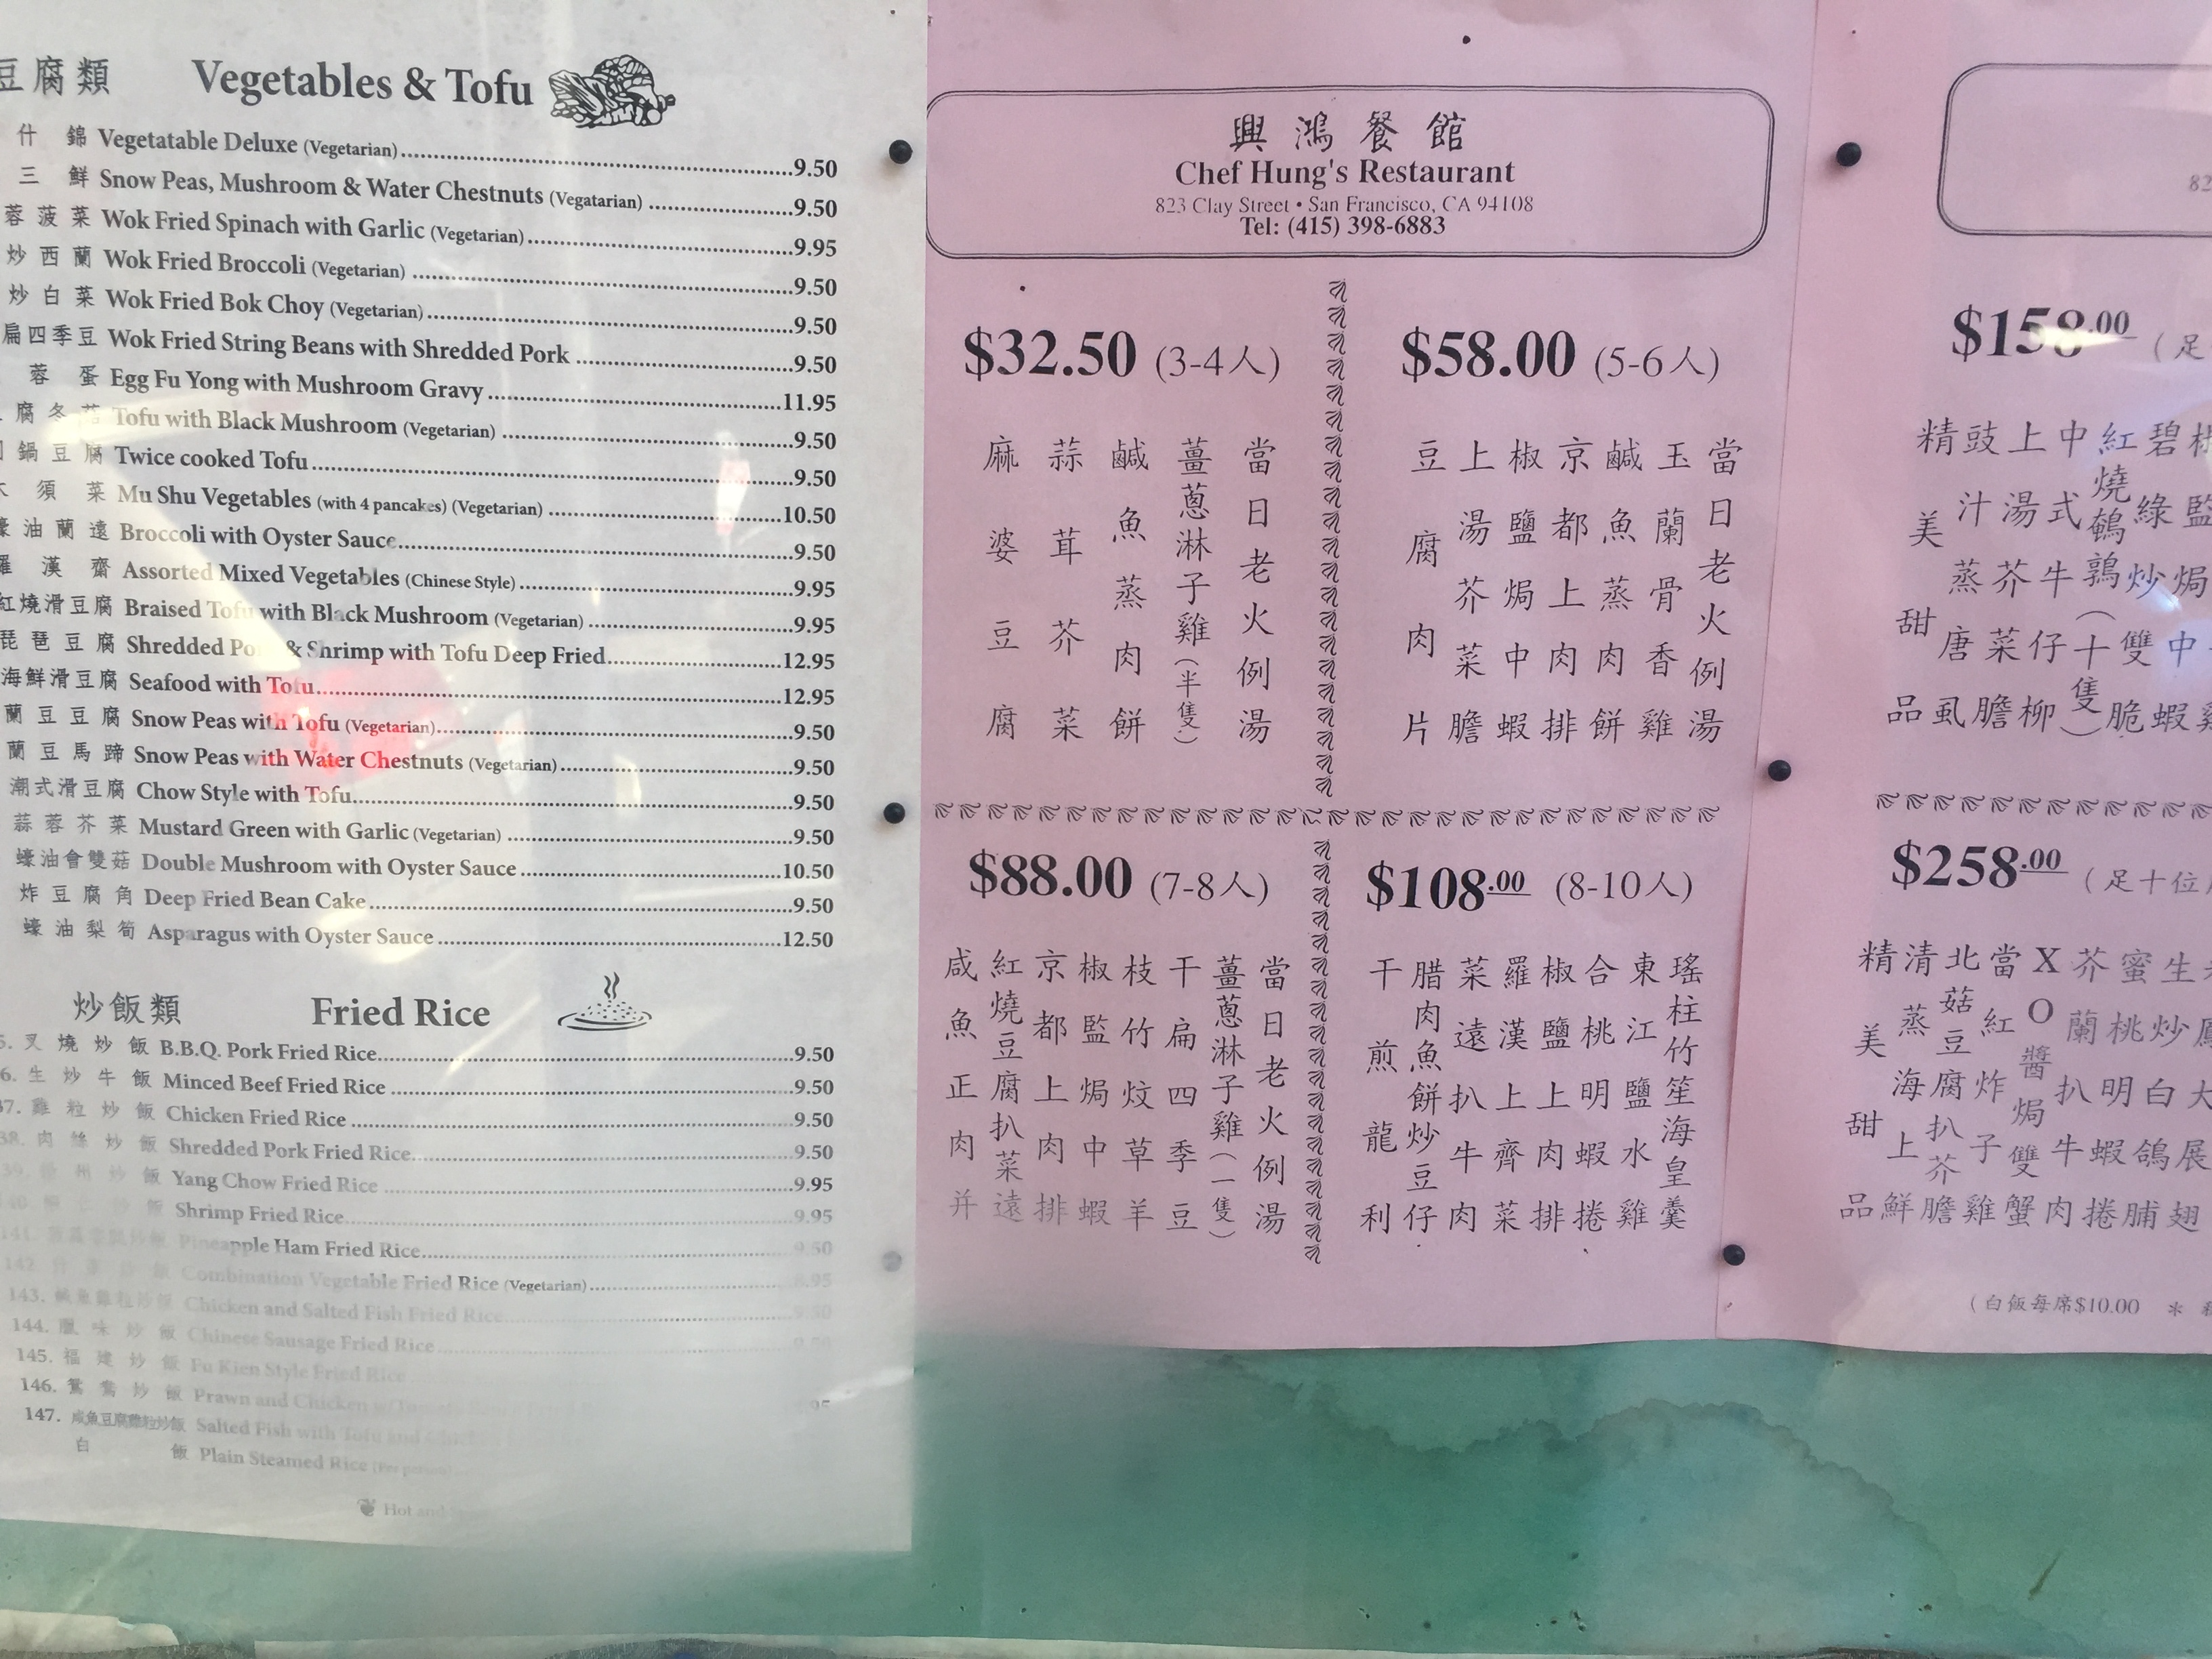 豆腐類 Vegetables & Tofu
什錦 Vegetatable Deluxe (Vegetarian) 9.50
三鮮 Snow Peas, Mushroom & Water Chestnuts (Vegatarian) 9.50
蓉菠菜 Wok Fried Spinach with Garlic (Vegetarian) 9.95
炒西蘭 Wok Fried Broccoli (Vegetarian) 9.50
炒白菜 Wok Fried Bok Choy (Vegetarian) 9.50
扁四季豆 Wok Fried String Beans with Shredded Pork 9.50
蓉蛋 Egg Fu Yong with Mushroom Gravy 11.95
腐冬菇 Tofu with Black Mushroom (Vegetarian) 9.50
鍋豆腐 Twice cooked Tofu 9.50
須菜 Mu Shu Vegetables (with 4 pancakes) (Vegetarian) 10.50
蠔油蘭遠 Broccoli with Oyster Sauce 9.50
羅漢齋 Assorted Mixed Vegetables (Chinese Style) 9.95
紅燒滑豆腐 Braised Tofu with Black Mushroom (Vegetarian) 9.95
琵琶豆腐 Shredded & Shrimp with Tofu Deep Fried 12.95
海鮮滑豆腐 Seafood with Tofu 12.95
蘭豆豆腐 Snow Peas with Tofu (Vegetarian) 9.50
蘭豆馬蹄 Snow Peas with Water Chestnuts (Vegetarian) 9.50
潮式滑豆腐 Chow Style with Tofu 9.50
蒜蓉芥菜 Mustard Green with Garlic (Vegetarian) 9.50
蠔油會雙菇 Double Mushroom with Oyster Sauce 10.50
炸豆腐角 Deep Fried Bean Cake 9.50
蠔油梨筍 Asparagus with Oyster Sauce 12.50
炒飯類 Fried Rice
叉燒炒飯 B.B.Q. Pork Fried Rice 9.50
生炒牛飯 Minced Beef Fried Rice 9.50
雞粒炒飯 Chicken Fried Rice 9.50
38. 肉絲炒飯 Shredded Pork Fried Rice 9.50
39. 州炒飯 Yang Chow Fried Rice 9.95
Shrimp Fried Rice 9.95
141. Pineapple Ham Fried Rice 9.50
142. Combination Vegetable Fried Rice (Vegetarian)
143. 鹹魚雞粒炒飯 Chicken and Salted Fish Fried Rice 9.50
144. 臘味炒飯 Chinese Sausage Fried Rice
145. 福建炒飯 Fu Kien Style Fried Rice
146. 鴛鴦炒飯 Prawn and Chicken
147. 咸魚豆腐雞粒炒飯 Salted Fish with Tofu and
白飯 Plain Steamed Rice
Hot and
興鴻餐館
Chef Hung's Restaurant
823 Clay Street • San Francisco, CA 94108
Tel: (415) 398-6883
$32.50 (3-4人)
當日老火例湯
薑蔥淋子雞(半隻)
鹹魚蒸肉餅
蒜茸芥菜
麻婆豆腐
$58.00 (5-6人)
當日老火例湯
玉蘭骨香雞
鹹魚蒸肉餅
京都上肉排
椒鹽焗中蝦
上湯芥菜膽
豆腐肉片
$88.00 (7-8人)
當日老火例湯
薑蔥淋子雞(一隻)
干扁四季豆
枝竹炆草羊
椒監焗中蝦
京都上肉排
紅燒豆腐扒菜遠
咸魚正肉并
$108.00 (8-10人)
瑤柱竹笙海皇羹
東江鹽水雞
合桃明蝦捲
椒鹽上肉排
羅漢上齊菜
菜遠扒牛肉
腊肉魚餅炒豆仔
干煎龍利
82
$158.00 (足
碧綠炒雙脆
紅燒鵪鶉(十隻)
中式牛仔柳
上湯芥菜膽
豉汁蒸唐虱
精美甜品
$258.00 (足十位
生炒白鴿脯
蜜桃明蝦捲
芥蘭扒牛肉
XO醬焗雙蟹
當紅炸子雞
北菇豆腐扒芥膽
清蒸海上鮮
精美甜品
(白飯每席$10.00 *